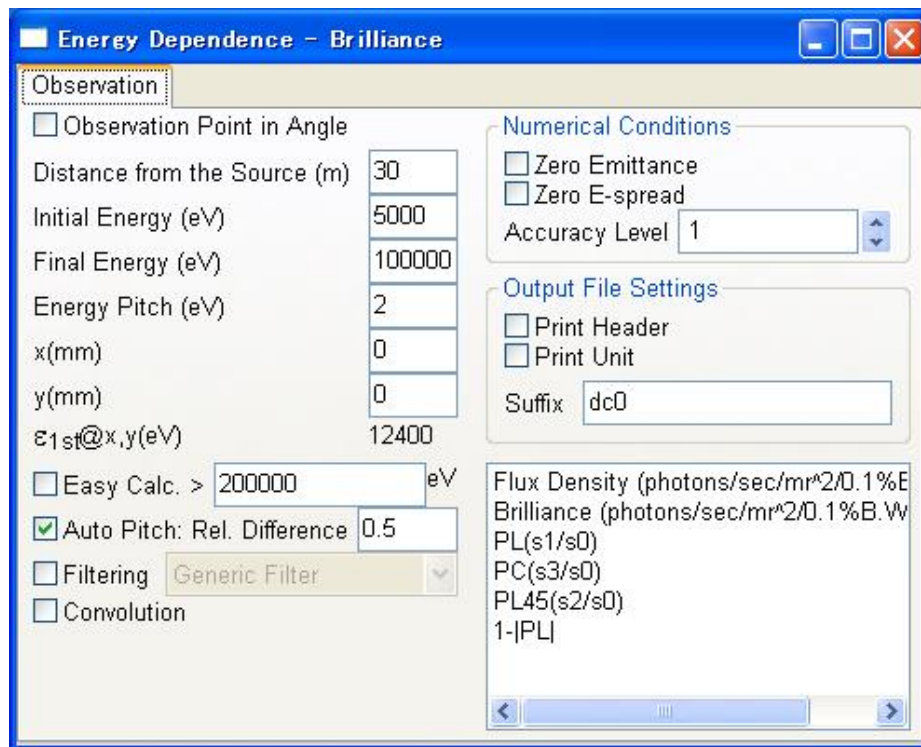 Energy Dependence - Brilliance
Observation
Observation Point in Angle
Distance from the Source (m) 30
Initial Energy (eV) 5000
Final Energy (eV) 100000
Energy Pitch (eV) 2
x(mm) 0
y(mm) 0
ε1st@x,y(eV) 12400
Easy Calc. > 200000 eV
Auto Pitch: Rel. Difference 0.5
Filtering Generic Filter
Convolution
Numerical Conditions
Zero Emittance
Zero E-spread
Accuracy Level 1
Output File Settings
Print Header
Print Unit
Suffix dc0
Flux Density (photons/sec/mr^2/0.1%B
Brilliance (photons/sec/mr^2/0.1%B.W
PL(s1/s0)
PC(s3/s0)
PL45(s2/s0)
1-|PL|